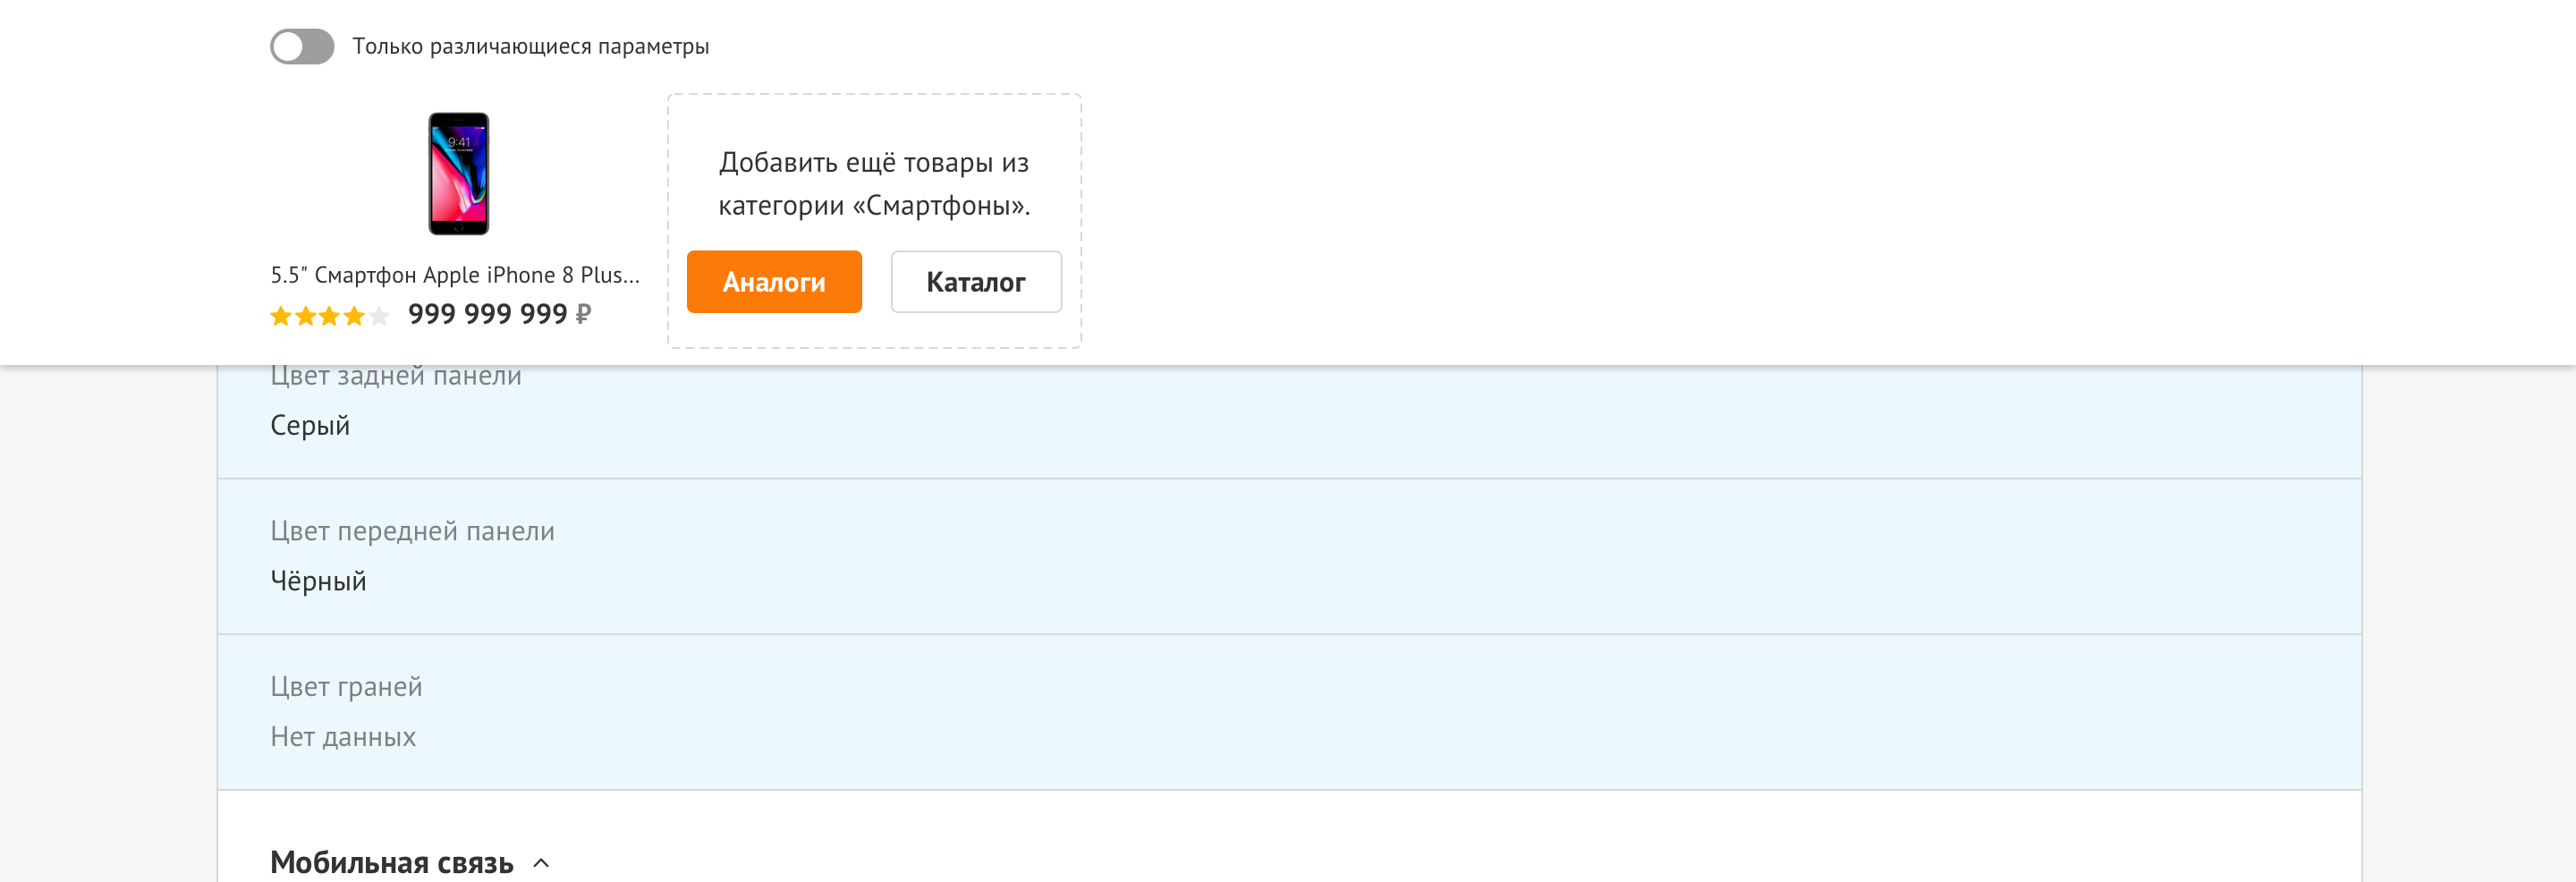 Только различающиеся параметры
9:41
Добавить ещё товары из
категории «Смартфоны».
Аналоги
Каталог
5.5" Смартфон Apple iPhone 8 Plus...
999 999 999 ₽
Цвет задней панели
Серый
Цвет передней панели
Чёрный
Цвет граней
Нет данных
Мобильная связь